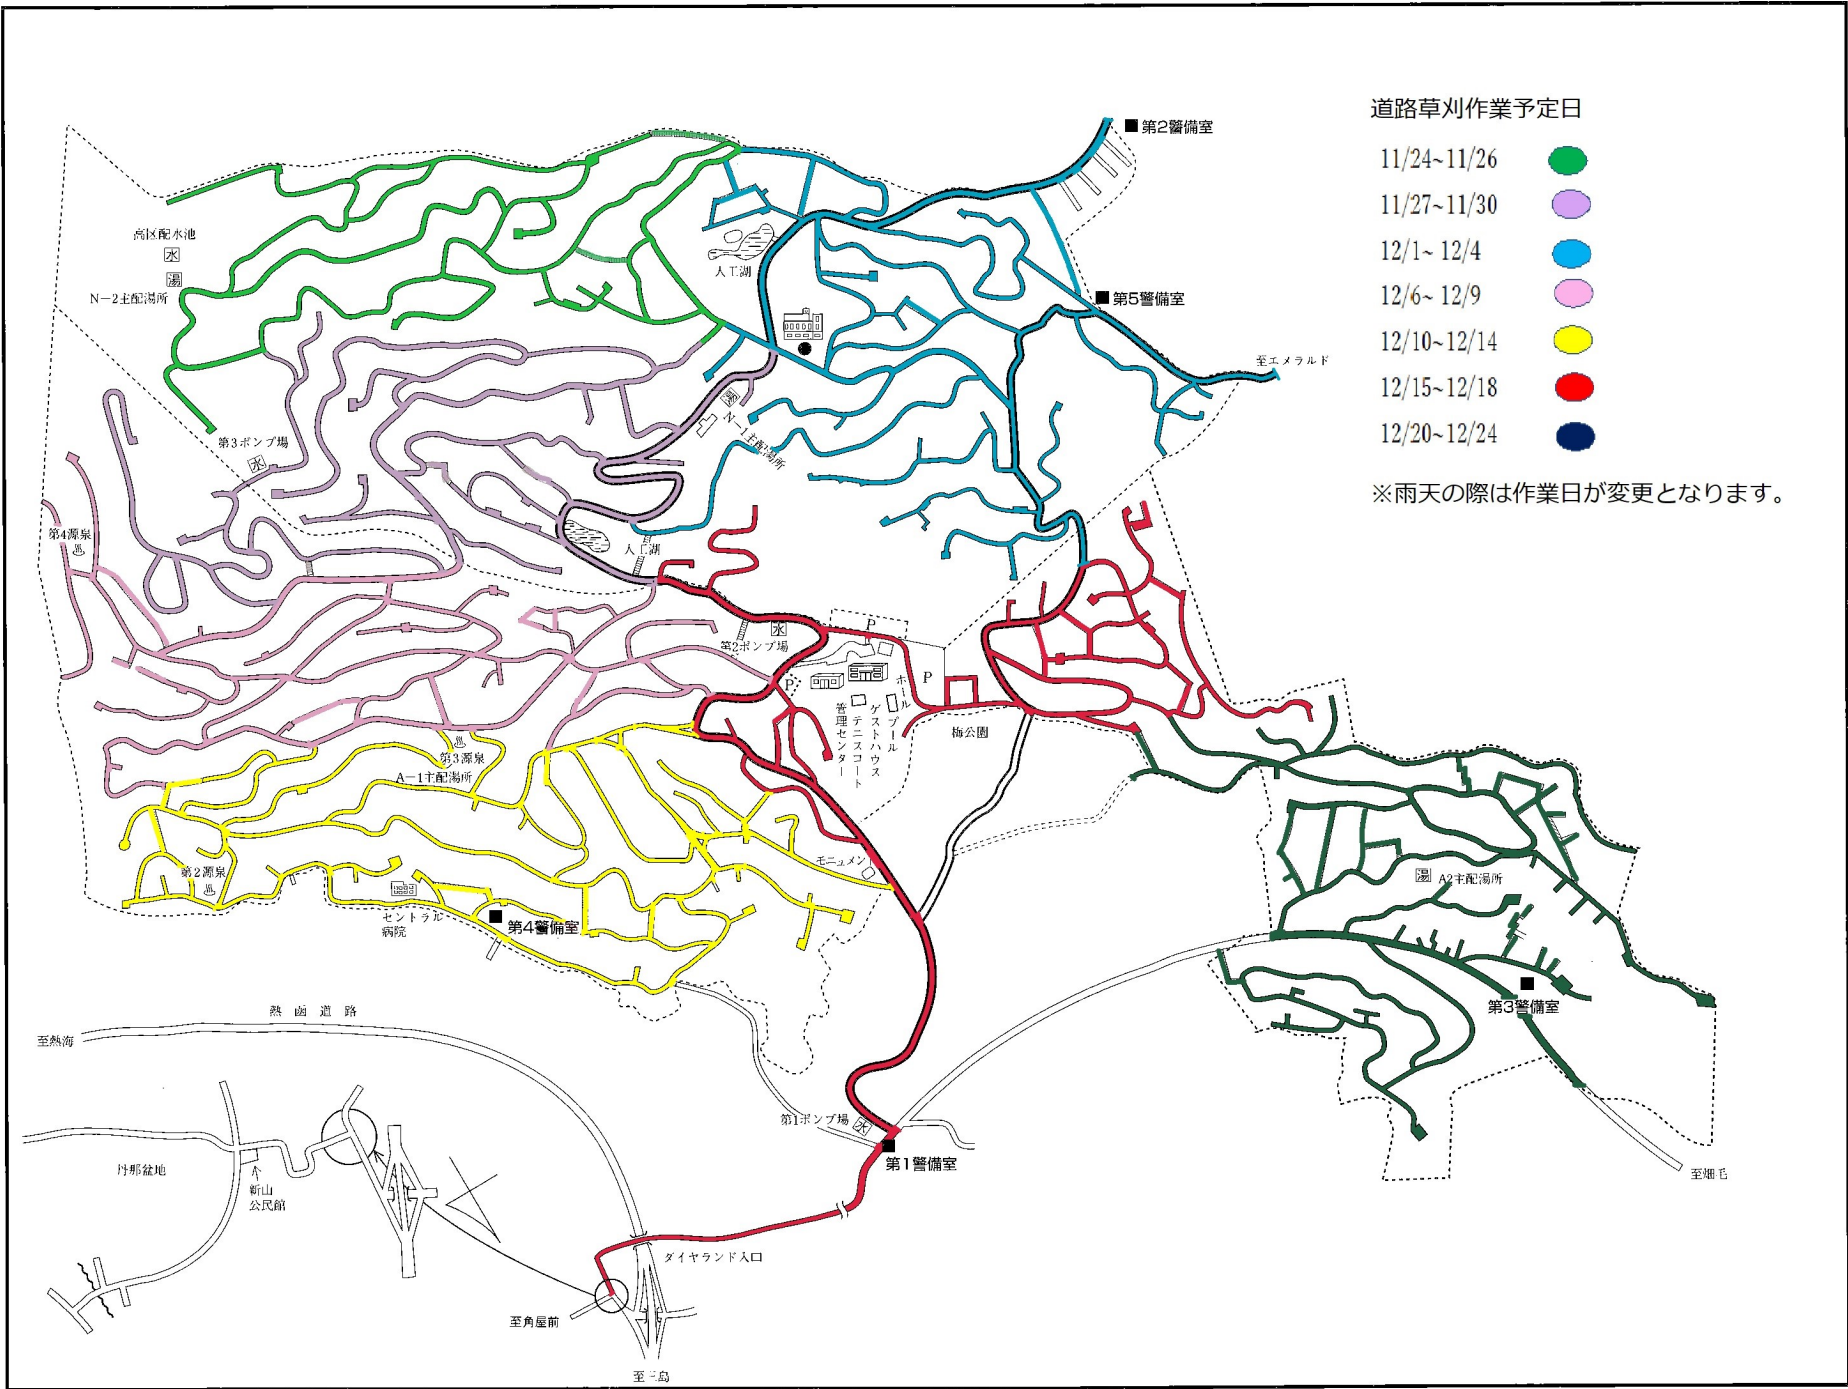 道路草刈作業予定日
11/24~11/26
11/27~11/30
12/1~ 12/4
12/6~ 12/9
12/10~12/14
12/15~12/18
12/20~12/24
※雨天の際は作業日が変更となります。
第2警備室
高区配水池
水
湯
N－2主配湯所
人工湖
第5警備室
至エメラルド
第3ポンプ場
水
湯
N－1主配湯所
第4源泉
人工湖
水
第2ポンプ場
P
P
P
管理センター
テニスコート
ゲストハウス
プール
ホール
梅公園
第3源泉
A－1主配湯所
第2源泉
モニュメント
セントラル
病院
第4警備室
湯
A2主配湯所
第3警備室
熱函道路
至熱海
第1ポンプ場
水
第1警備室
至畑毛
丹那盆地
新山
公民館
ダイヤランド入口
至角屋前
至三島